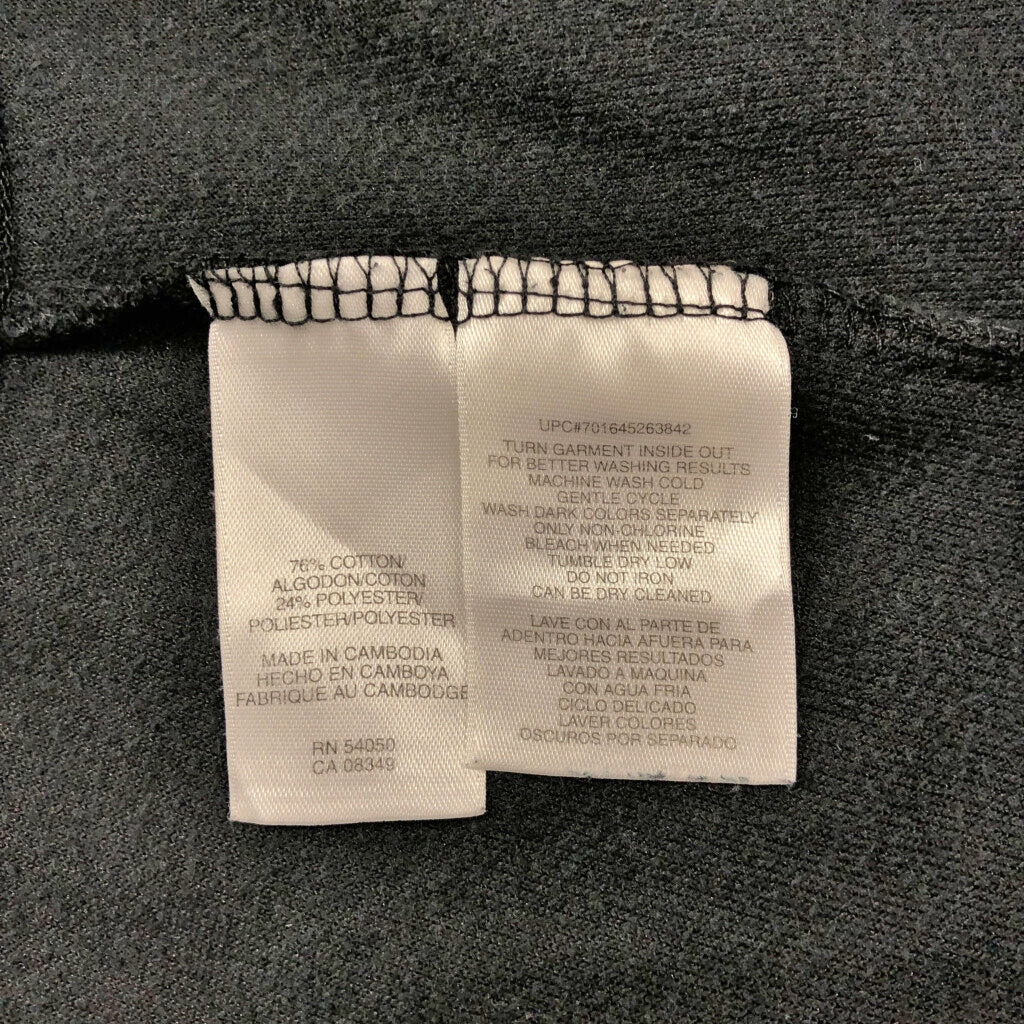 76% COTTON/
ALGODON/COTON
24% POLYESTER/
POLIESTER/POLYESTER
MADE IN CAMBODIA
HECHO EN CAMBOYA
FABRIQUE AU CAMBODGE
RN 54050
CA 08349
UPC#701645263842
TURN GARMENT INSIDE OUT
FOR BETTER WASHING RESULTS
MACHINE WASH COLD
GENTLE CYCLE
WASH DARK COLORS SEPARATELY
ONLY NON-CHLORINE
BLEACH WHEN NEEDED
TUMBLE DRY LOW
DO NOT IRON
CAN BE DRY CLEANED
LAVE CON AL PARTE DE
ADENTRO HACIA AFUERA PARA
MEJORES RESULTADOS
LAVADO A MAQUINA
CON AGUA FRIA
CICLO DELICADO
LAVER COLORES
OSCUROS POR SEPARADO